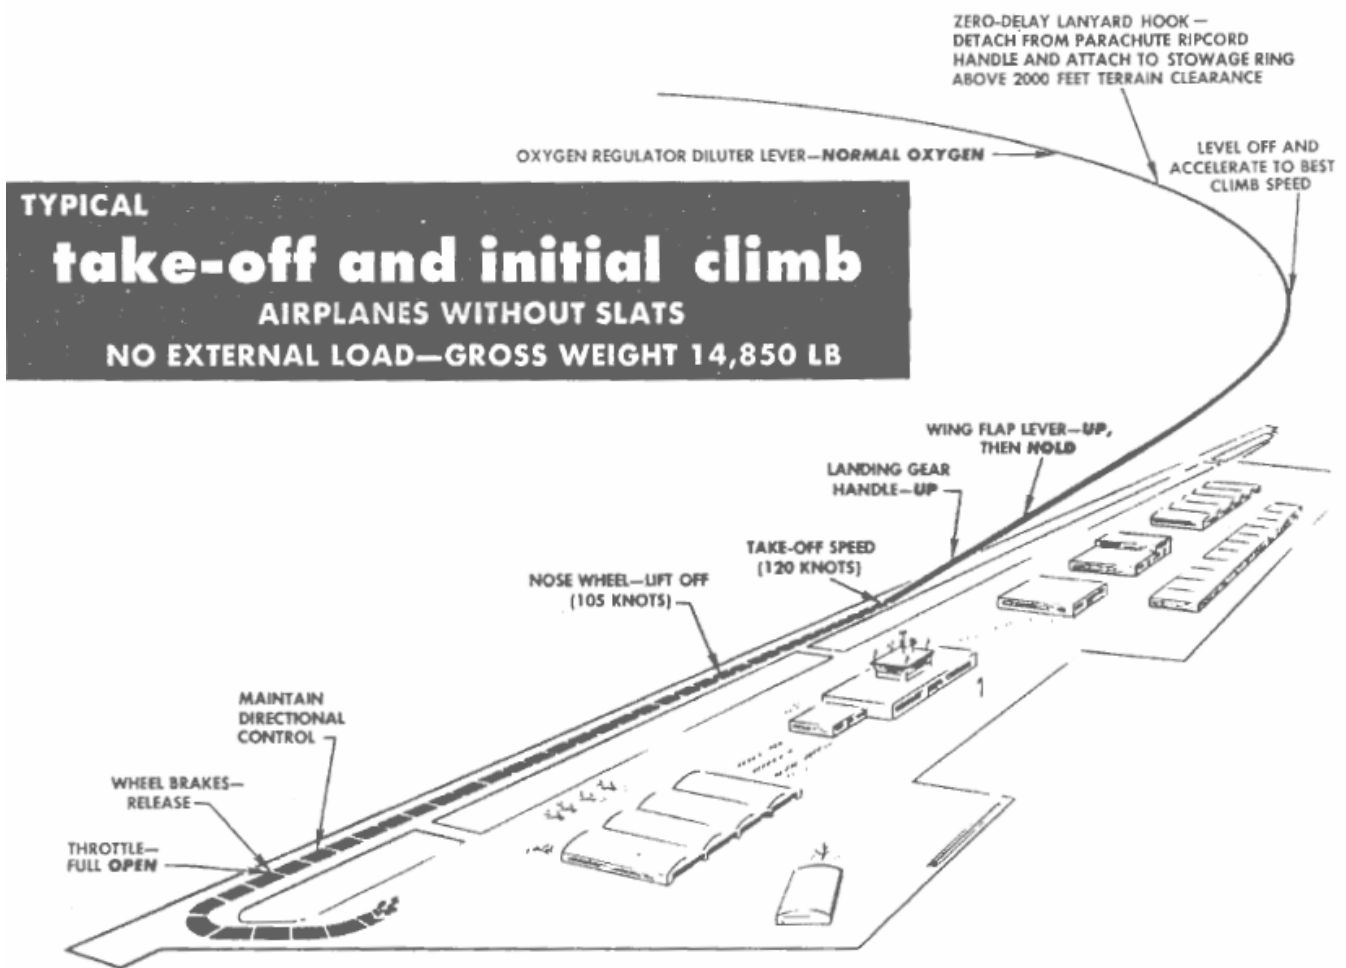 ZERO-DELAY LANYARD HOOK—
DETACH FROM PARACHUTE RIPCORD
HANDLE AND ATTACH TO STOWAGE RING
ABOVE 2000 FEET TERRAIN CLEARANCE
OXYGEN REGULATOR DILUTER LEVER—NORMAL OXYGEN
LEVEL OFF AND
ACCELERATE TO BEST
CLIMB SPEED
TYPICAL
take-off and initial climb
AIRPLANES WITHOUT SLATS
NO EXTERNAL LOAD—GROSS WEIGHT 14,850 LB
WING FLAP LEVER—UP,
THEN HOLD
LANDING GEAR
HANDLE—UP
TAKE-OFF SPEED
(120 KNOTS)
NOSE WHEEL—LIFT OFF
(105 KNOTS)
MAINTAIN
DIRECTIONAL
CONTROL
WHEEL BRAKES—
RELEASE
THROTTLE—
FULL OPEN